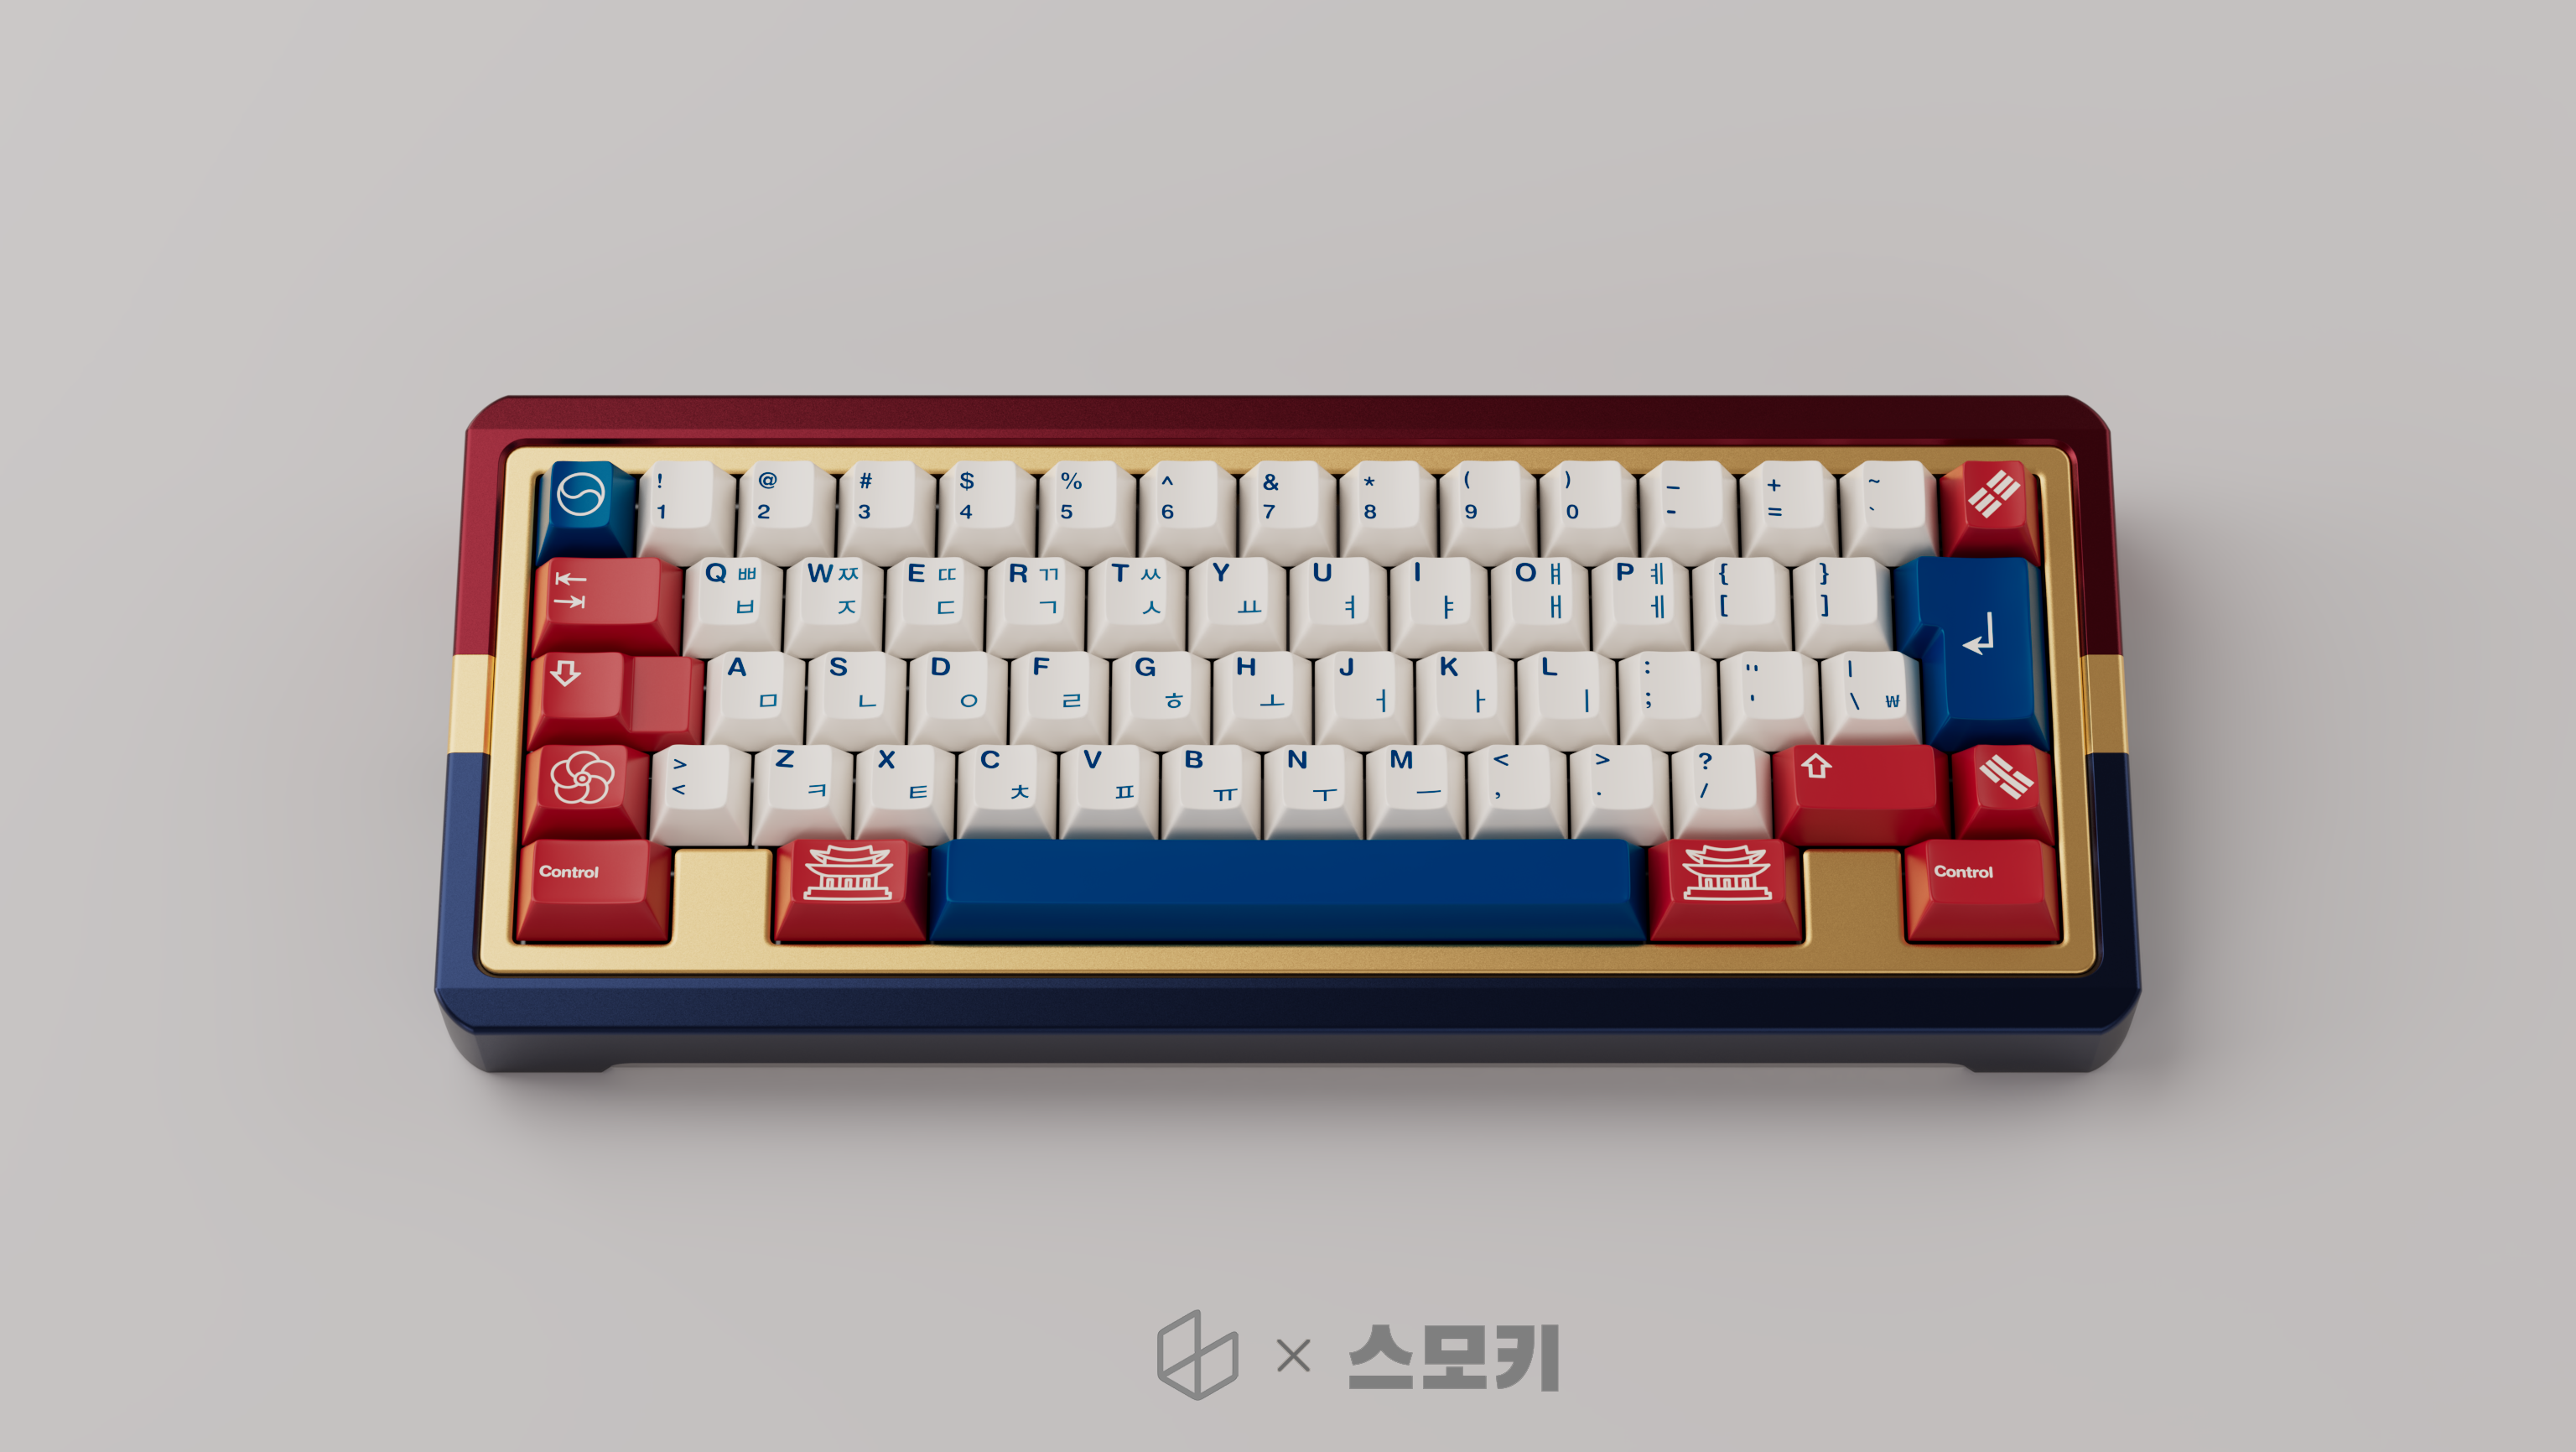 ! @ # $ % ^ & * ( ) _ + ~
1 2 3 4 5 6 7 8 9 0 - = `
Q ㅃ W ㅉ E ㄸ R ㄲ T ㅆ Y U I O ㅒ P ㅖ { }
ㅂ ㅈ ㄷ ㄱ ㅅ ㅛ ㅕ ㅑ ㅐ ㅔ [ ]
A S D F G H J K L : " |
ㅁ ㄴ ㅇ ㄹ ㅎ ㅗ ㅓ ㅏ ㅣ ; ' \ ₩
> Z X C V B N M < > ?
< ㅋ ㅌ ㅊ ㅍ ㅠ ㅜ ㅡ , . /
Control Control
× 스모키